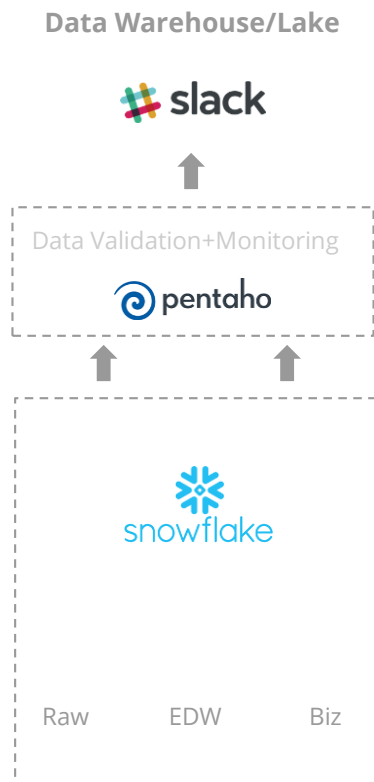 Data Warehouse/Lake
slack
Data Validation+Monitoring
pentaho
snowflake
Raw EDW Biz